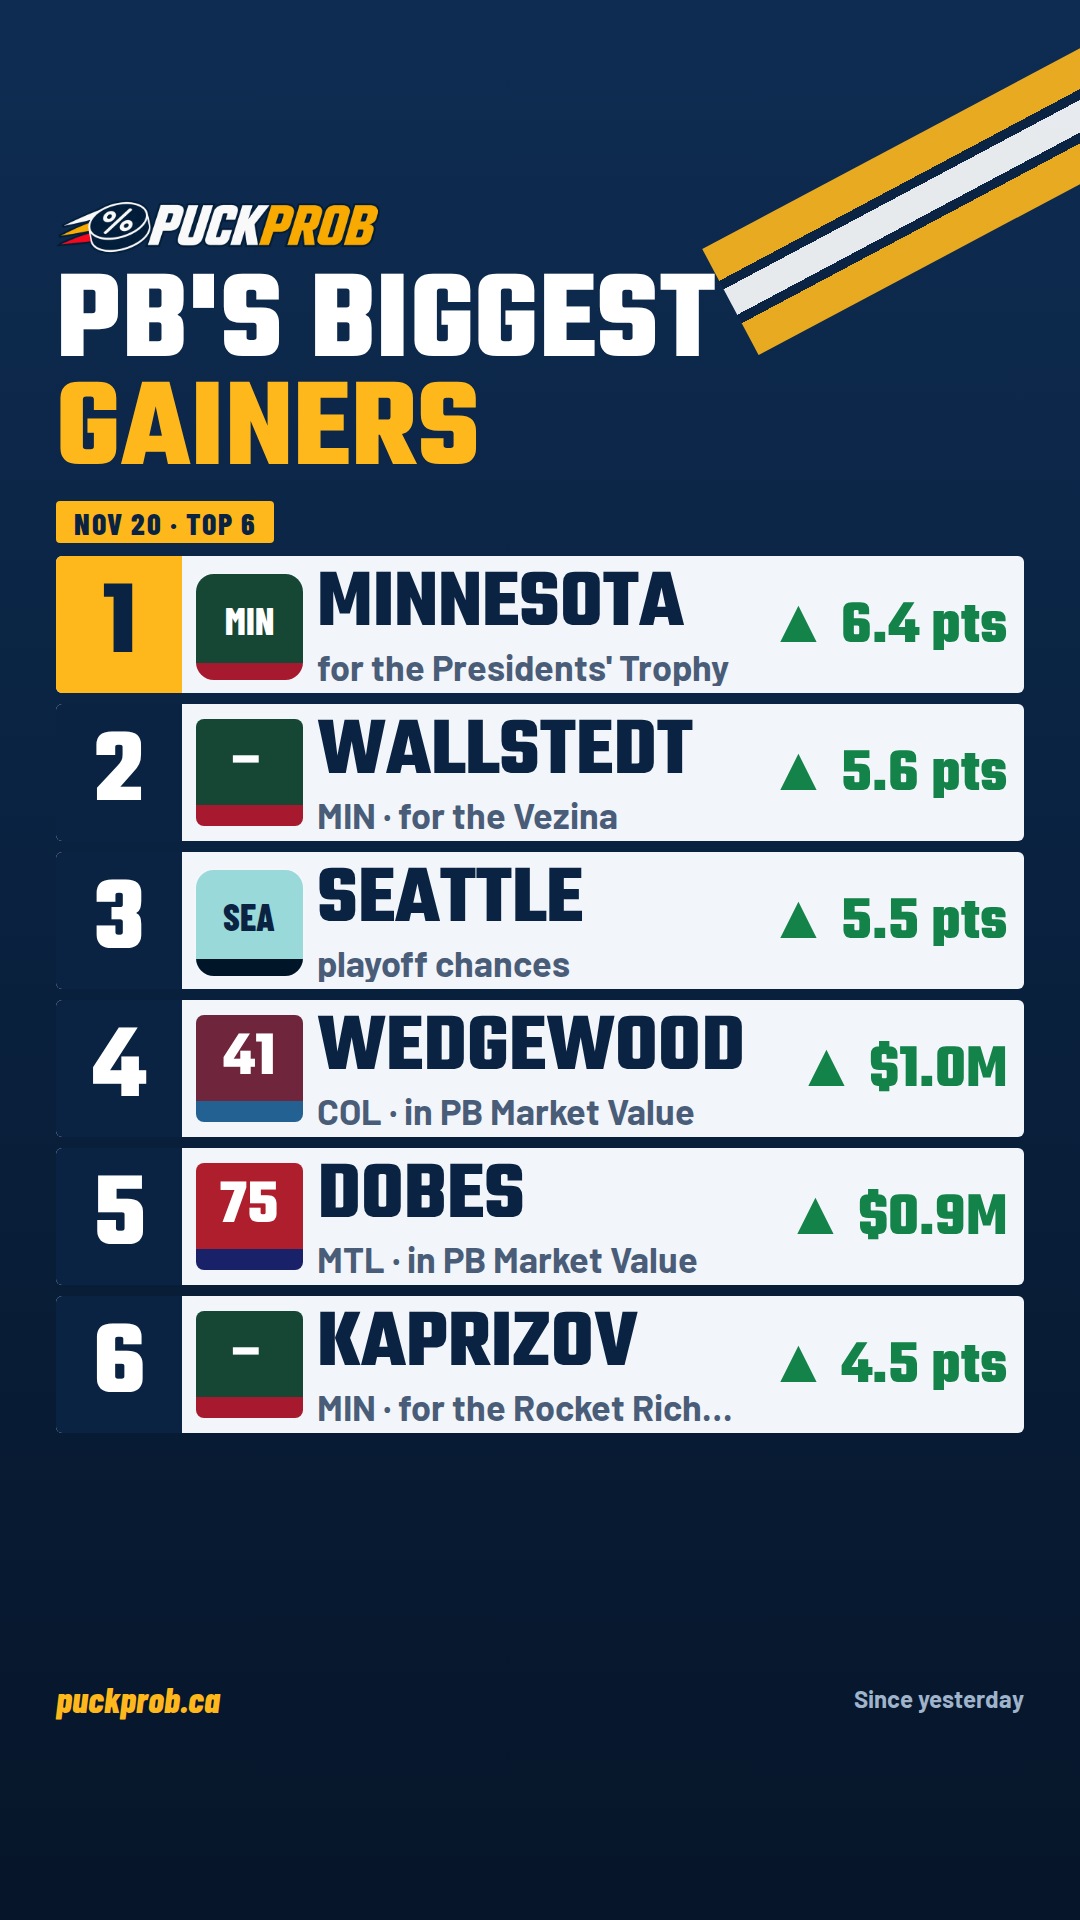 %PUCKPROB
PB'S BIGGEST
GAINERS
NOV 20 · TOP 6
1
MIN
MINNESOTA
for the Presidents' Trophy
▲ 6.4 pts
2
–
WALLSTEDT
MIN · for the Vezina
▲ 5.6 pts
3
SEA
SEATTLE
playoff chances
▲ 5.5 pts
4
41
WEDGEWOOD
COL · in PB Market Value
▲ $1.0M
5
75
DOBES
MTL · in PB Market Value
▲ $0.9M
6
–
KAPRIZOV
MIN · for the Rocket Rich...
▲ 4.5 pts
puckprob.ca
Since yesterday